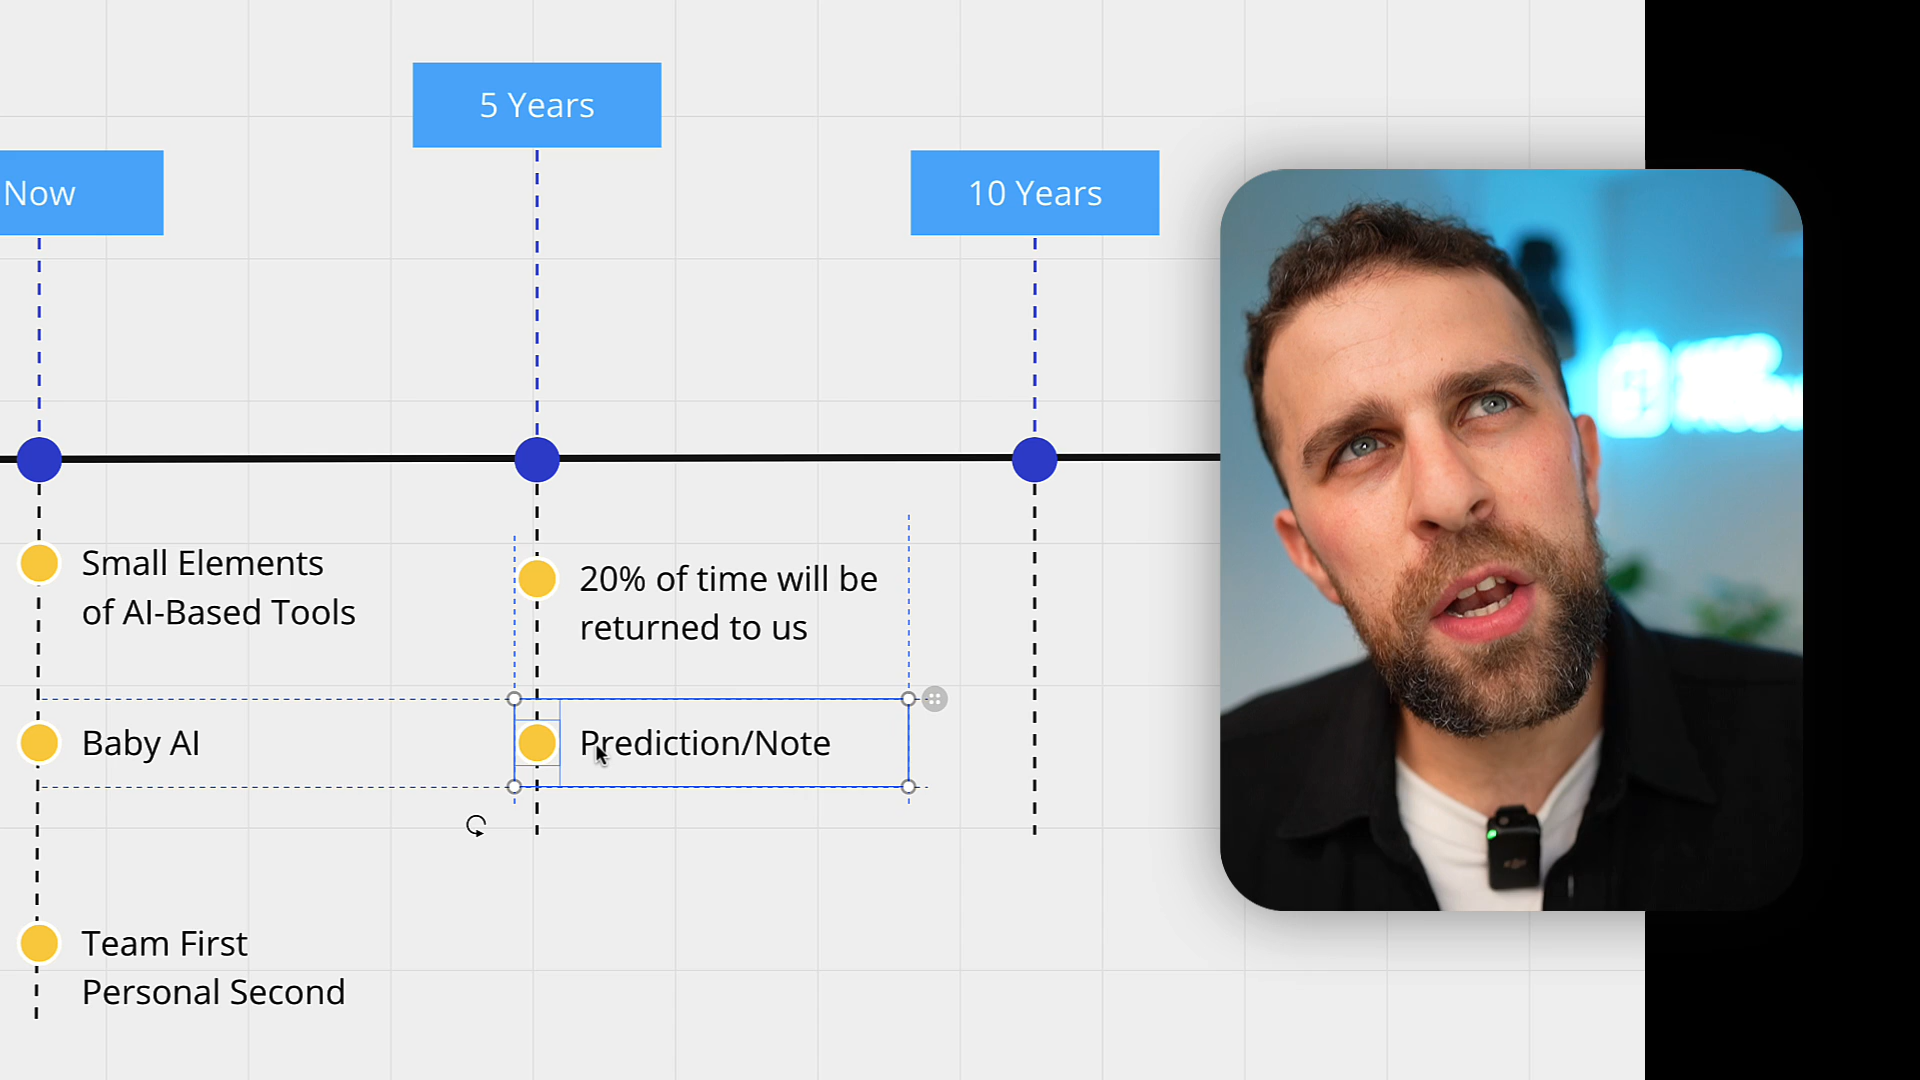 5 Years
Now
10 Years
Small Elements
of AI-Based Tools
20% of time will be
returned to us
Baby AI
Prediction/Note
Team First
Personal Second